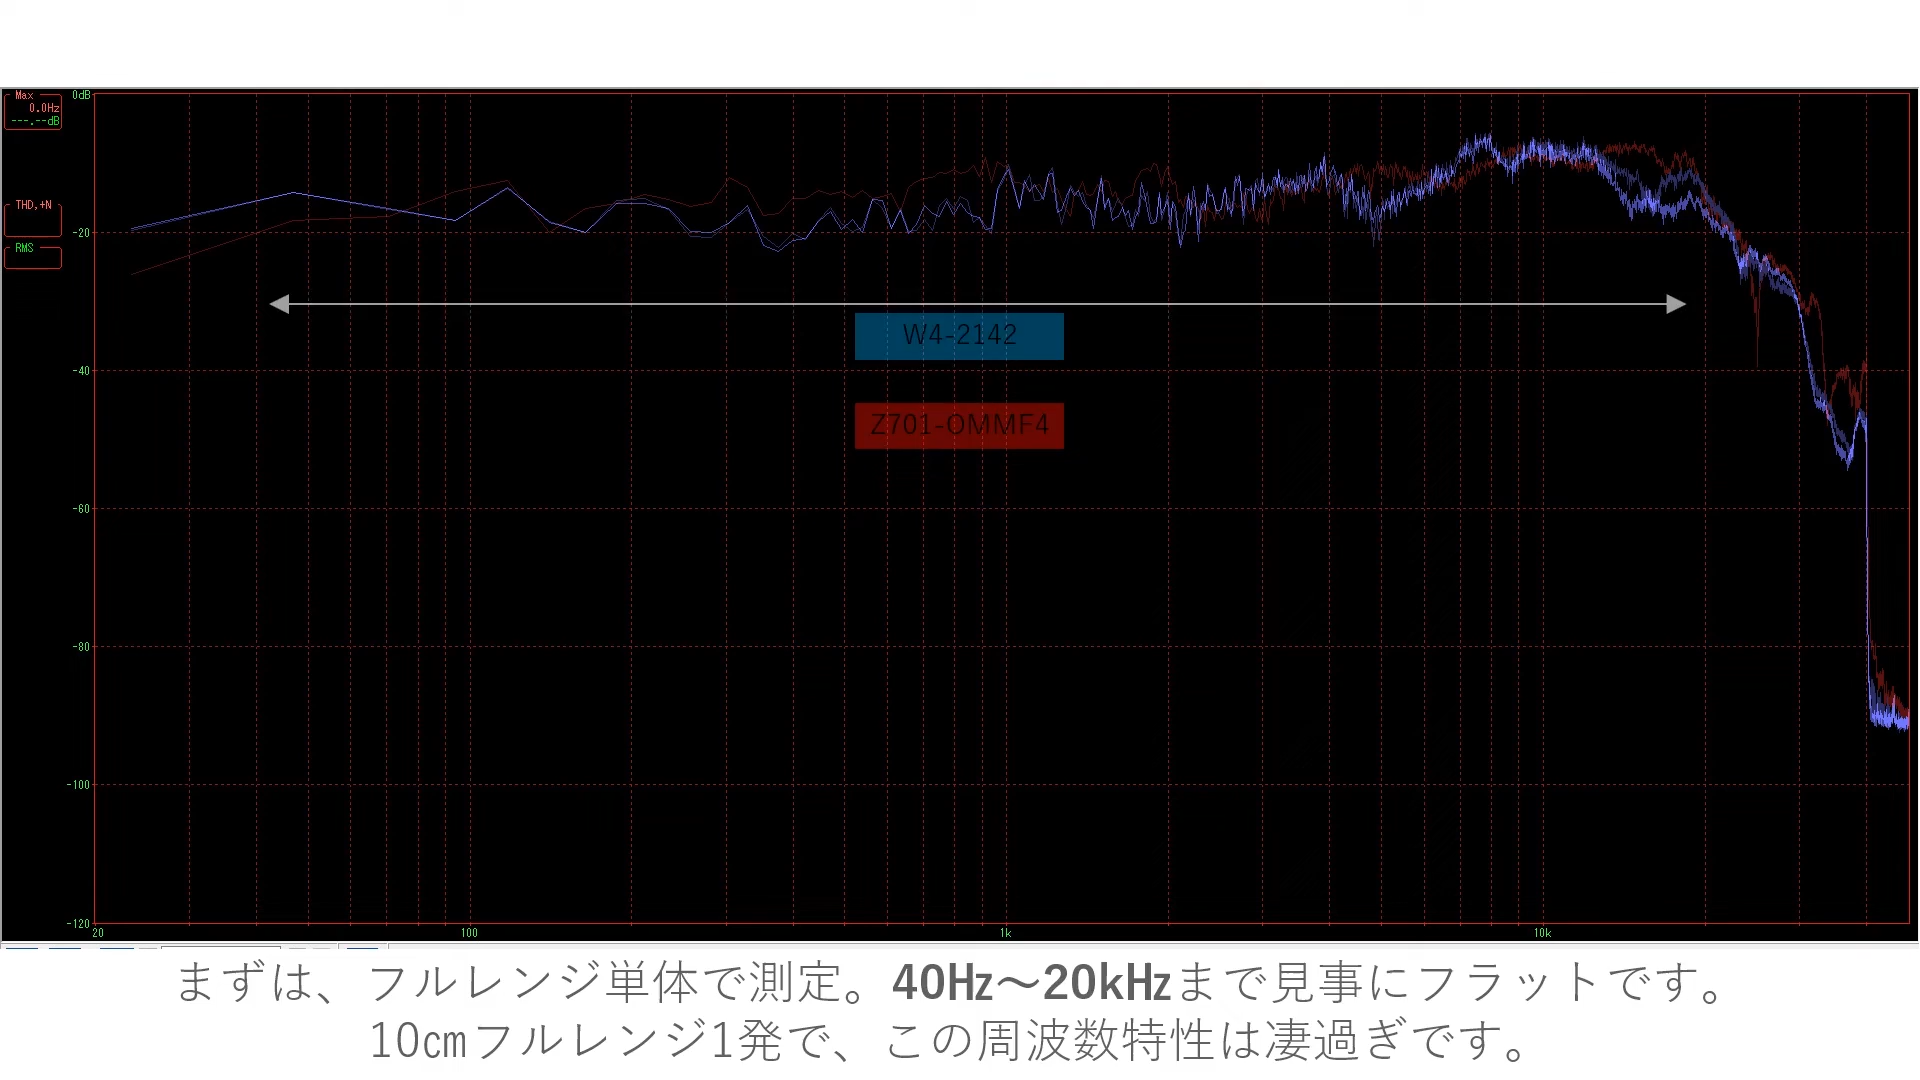 Max
0.0Hz
---.--dB
THD,+N
RMS
0dB
-20
-40
-60
-80
-100
-120
20
100
1k
10k
W4-2142
Z701-OMMF4
まずは、フルレンジ単体で測定。40Hz～20kHzまで見事にフラットです。
10㎝フルレンジ1発で、この周波数特性は凄過ぎです。